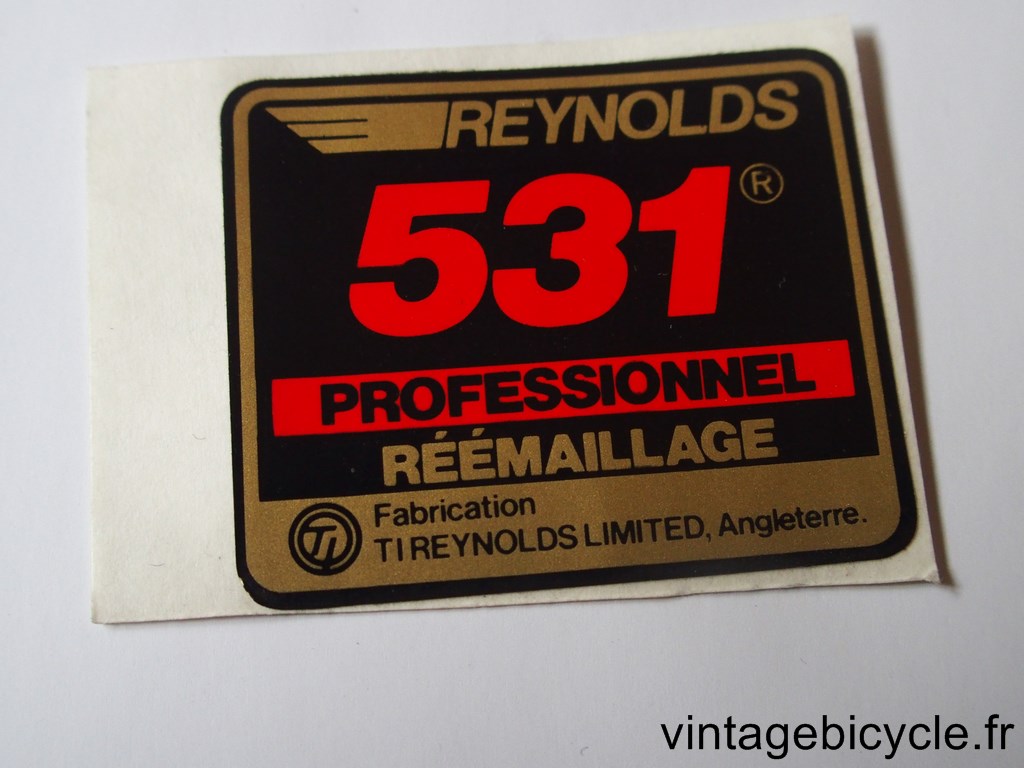 REYNOLDS
531®
PROFESSIONNEL
RÉÉMAILLAGE
TI
Fabrication
TI REYNOLDS LIMITED, Angleterre.
vintagebicycle.fr